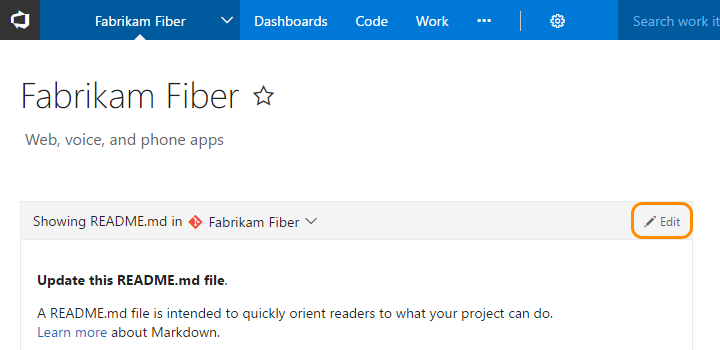 Fabrikam Fiber Dashboards Code Work ••• Search work it
Fabrikam Fiber
Web, voice, and phone apps
Showing README.md in Fabrikam Fiber Edit
Update this README.md file.
A README.md file is intended to quickly orient readers to what your project can do.
Learn more about Markdown.